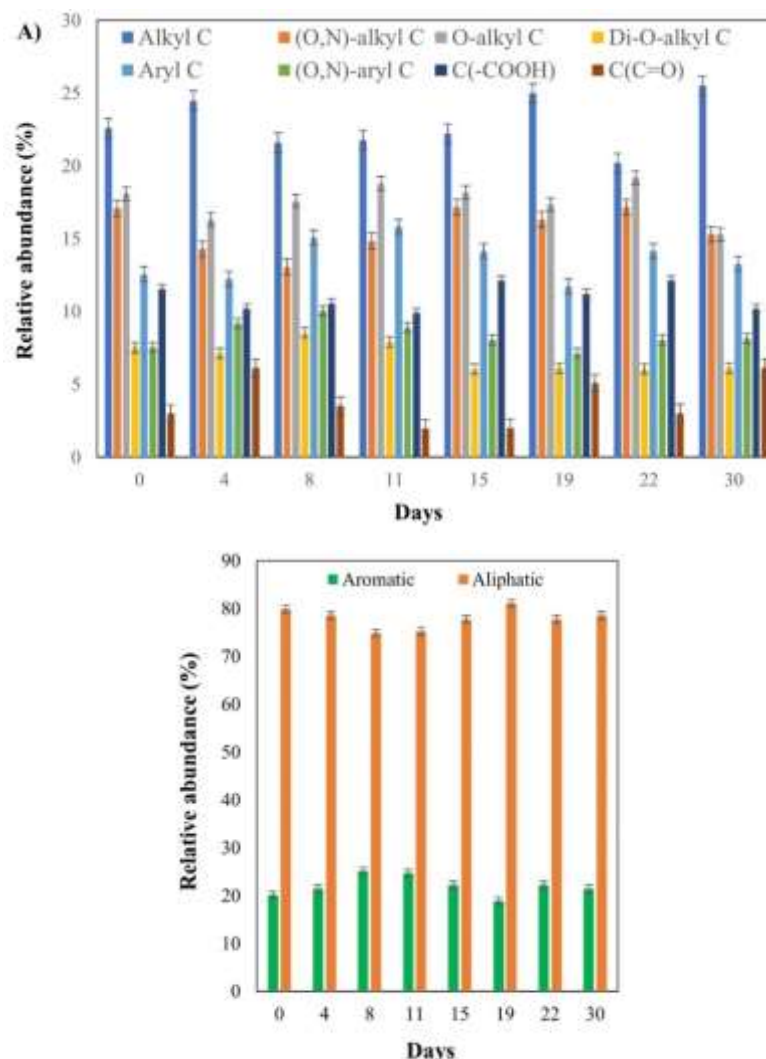 A)
Alkyl C (O,N)-alkyl C O-alkyl C Di-O-alkyl C
Aryl C (O,N)-aryl C C(-COOH) C(C=O)
30
25
20
15
10
5
0
Relative abundance (%)
0 4 8 11 15 19 22 30
Days
Aromatic Aliphatic
90
80
70
60
50
40
30
20
10
0
Relative abundance (%)
0 4 8 11 15 19 22 30
Days